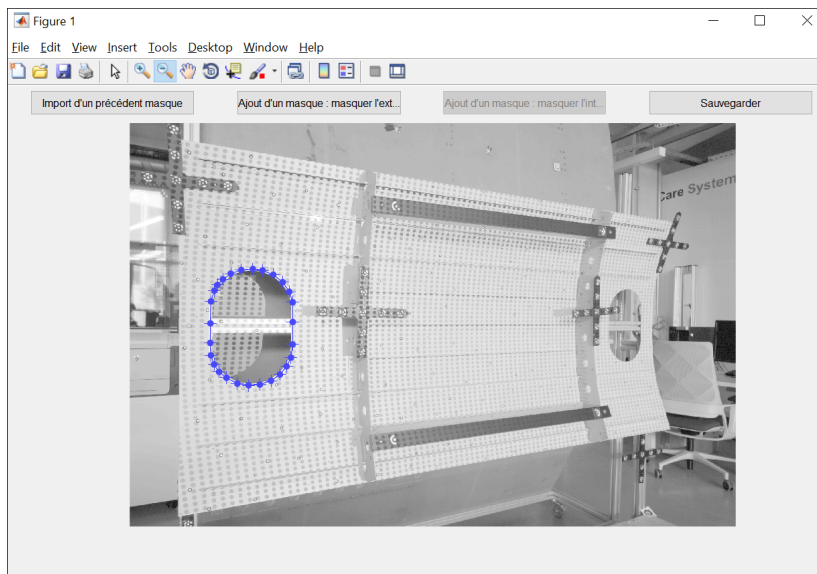 Figure 1
File Edit View Insert Tools Desktop Window Help
Import d'un précédent masque
Ajout d'un masque : masquer l'ext...
Ajout d'un masque : masquer l'int...
Sauvegarder
Care System